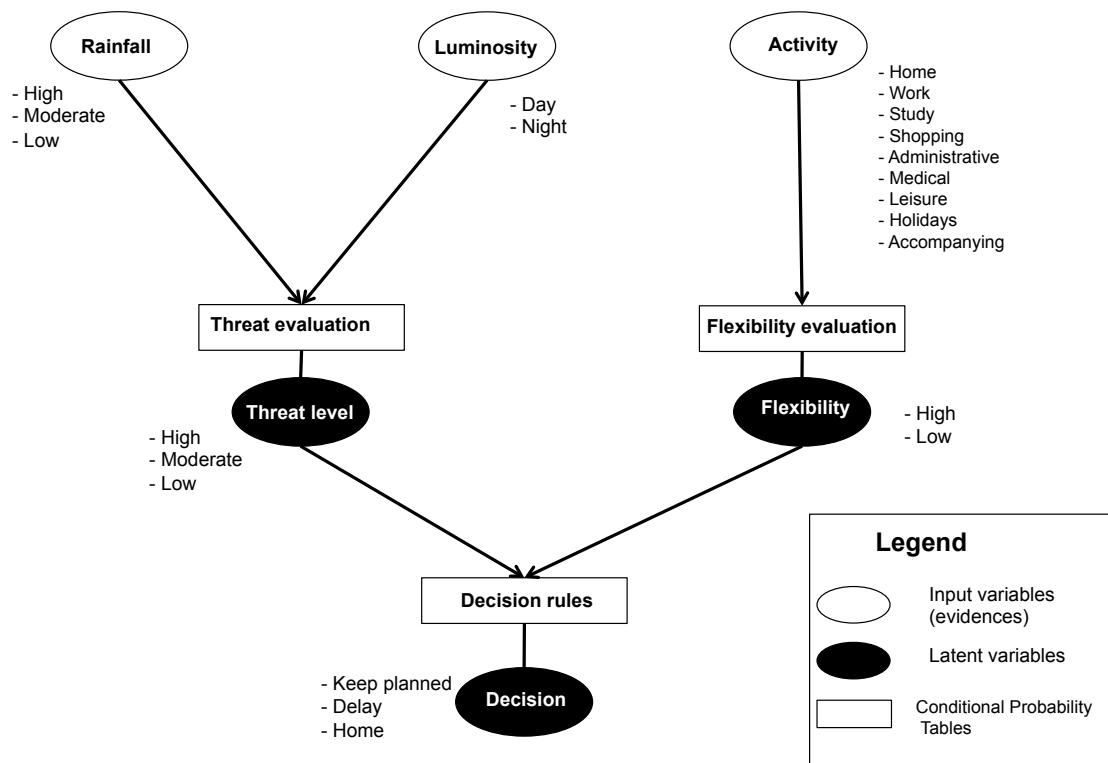 Rainfall
Luminosity
Activity
- High
- Moderate
- Low
- Day
- Night
- Home
- Work
- Study
- Shopping
- Administrative
- Medical
- Leisure
- Holidays
- Accompanying
Threat evaluation
Flexibility evaluation
Threat level
Flexibility
- High
- Moderate
- Low
- High
- Low
Decision rules
Decision
- Keep planned
- Delay
- Home
Legend
Input variables
(evidences)
Latent variables
Conditional Probability
Tables